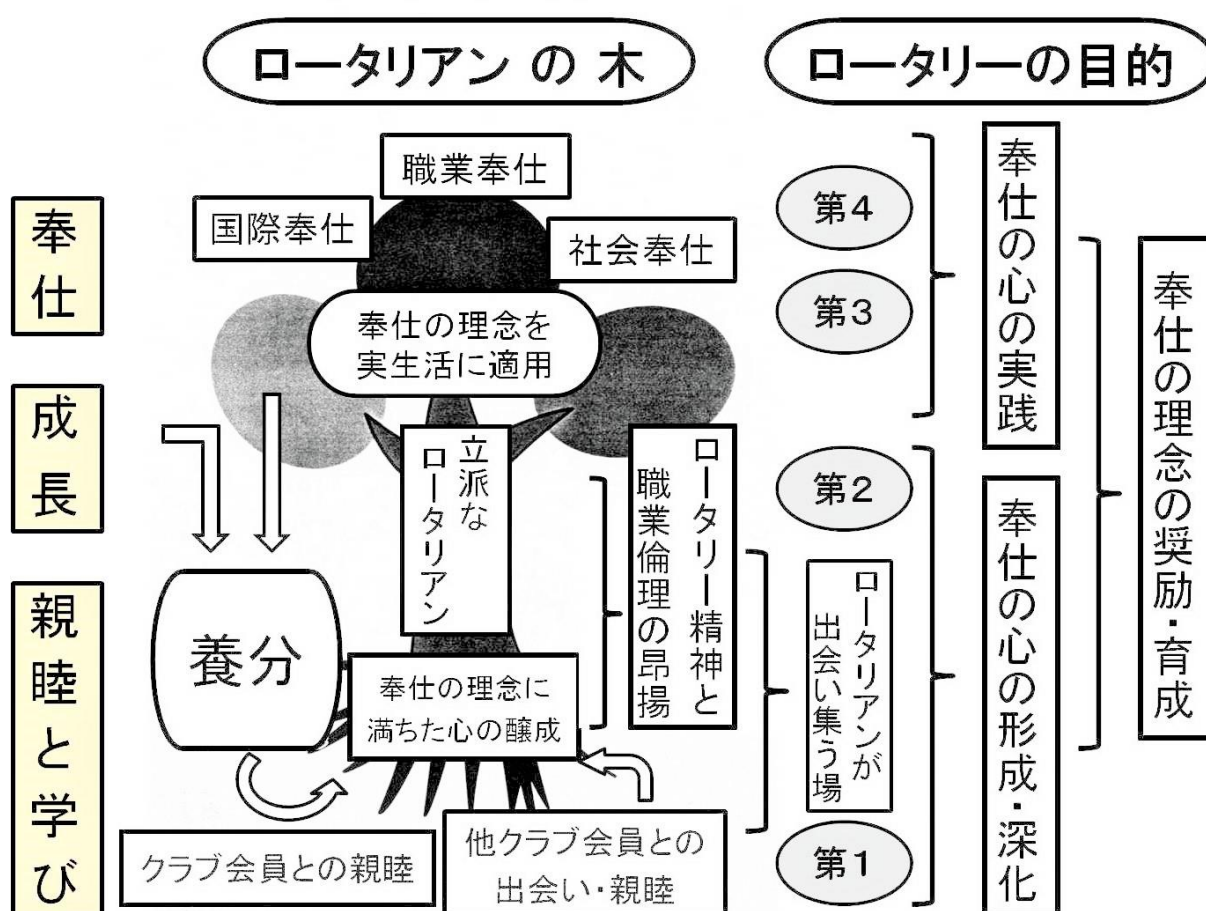 ロータリアン の 木
ロータリーの目的
奉仕
成長
親睦と学び
職業奉仕
国際奉仕
社会奉仕
奉仕の理念を
実生活に適用
立派な
ロータリアン
ロータリー精神と
職業倫理の昂揚
養分
奉仕の理念に
満ちた心の醸成
クラブ会員との親睦
他クラブ会員との
出会い・親睦
第4
第3
第2
ロータリアンが
出会い集う場
第1
奉仕の心の実践
奉仕の心の形成・深化
奉仕の理念の奨励・育成